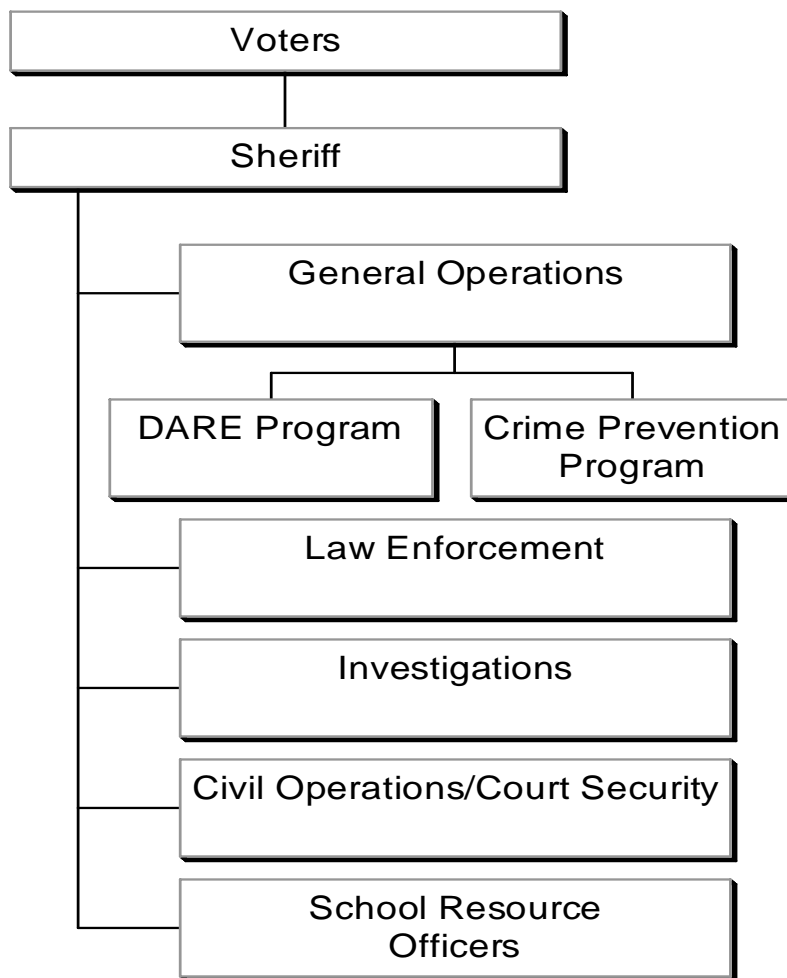 Voters
Sheriff
General Operations
DARE Program
Crime Prevention
Program
Law Enforcement
Investigations
Civil Operations/Court Security
School Resource
Officers